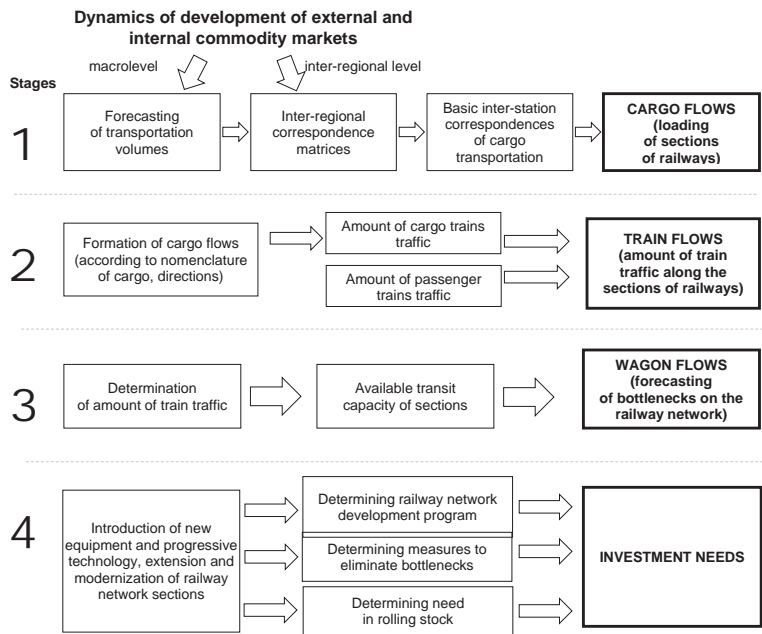 Dynamics of development of external and
internal commodity markets
macrolevel
inter-regional level
Stages
1
Forecasting
of transportation
volumes
Inter-regional
correspondence
matrices
Basic inter-station
correspondences
of cargo
transportation
CARGO FLOWS
(loading
of sections
of railways)
2
Formation of cargo flows
(according to nomenclature
of cargo, directions)
Amount of cargo trains
traffic
Amount of passenger
trains traffic
TRAIN FLOWS
(amount of train
traffic along the
sections of railways)
3
Determination
of amount of train traffic
Available transit
capacity of sections
WAGON FLOWS
(forecasting
of bottlenecks on the
railway network)
4
Introduction of new
equipment and progressive
technology, extension and
modernization of railway
network sections
Determining railway network
development program
Determining measures to
eliminate bottlenecks
Determining need
in rolling stock
INVESTMENT NEEDS